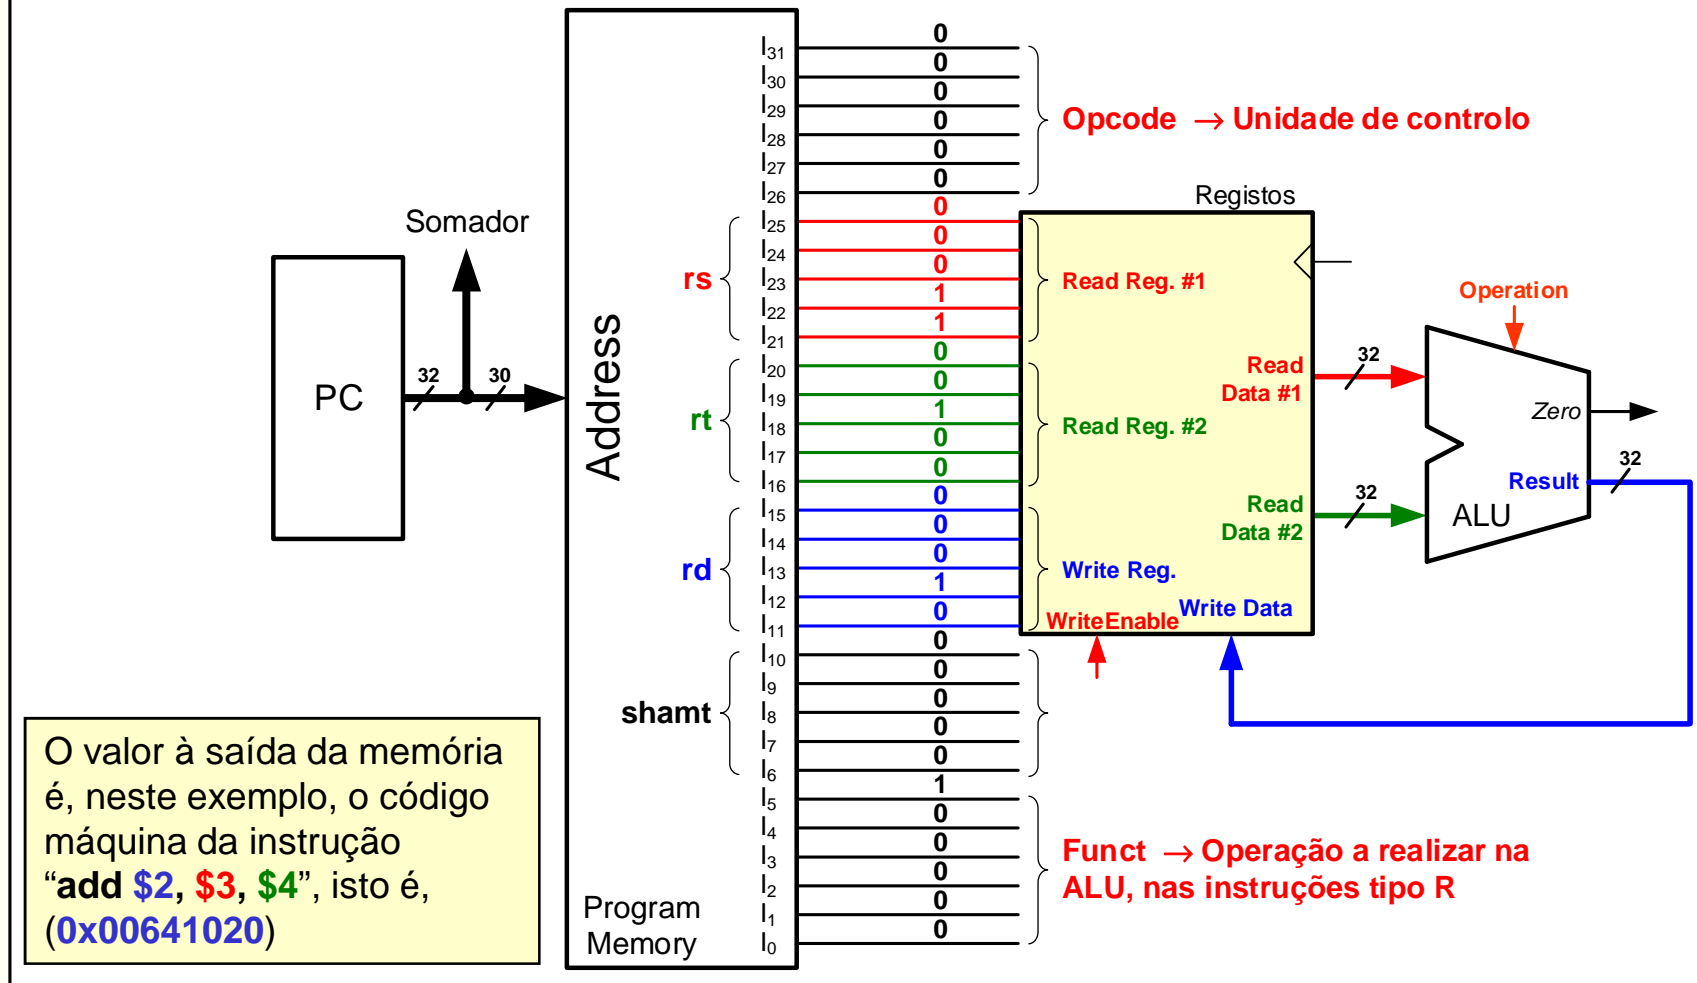 I31 0
I30 0
I29 0
I28 0
I27 0
I26 0
Opcode → Unidade de controlo
Registos
Somador
PC
32
30
Address
rs
I25 0
I24 0
I23 0
I22 1
I21 1
Read Reg. #1
rt
I20 0
I19 0
I18 1
I17 0
I16 0
Read Reg. #2
rd
I15 0
I14 0
I13 0
I12 1
I11 0
Write Reg.
WriteEnable
Write Data
Read
Data #1
32
Read
Data #2
32
Operation
Zero
Result
32
ALU
shamt
I10 0
I9 0
I8 0
I7 0
I6 0
I5 1
I4 0
I3 0
I2 0
I1 0
I0 0
Funct → Operação a realizar na
ALU, nas instruções tipo R
Program
Memory
O valor à saída da memória
é, neste exemplo, o código
máquina da instrução
“add $2, $3, $4”, isto é,
(0x00641020)